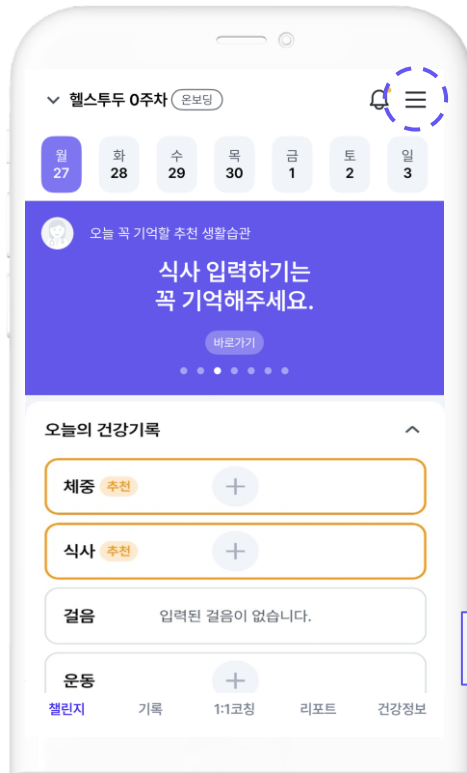 헬스투두 0주차 온보딩
월 화 수 목 금 토 일
27 28 29 30 1 2 3
오늘 꼭 기억할 추천 생활습관
식사 입력하기는
꼭 기억해주세요.
바로가기
오늘의 건강기록
체중 추천
식사 추천
걸음 입력된 걸음이 없습니다.
운동
챌린지 기록 1:1코칭 리포트 건강정보